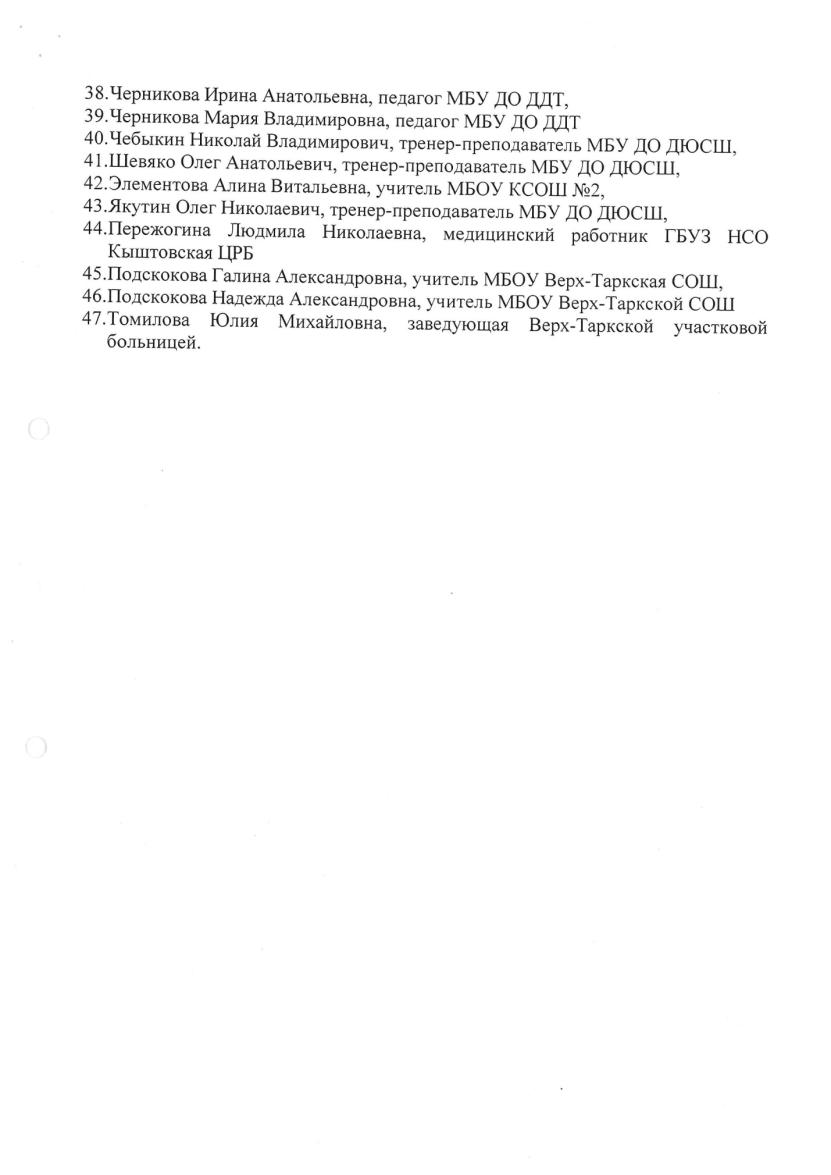 38.Черникова Ирина Анатольевна, педагог МБУ ДО ДДТ,
39.Черникова Мария Владимировна, педагог МБУ ДО ДДТ
40.Чебыкин Николай Владимирович, тренер-преподаватель МБУ ДО ДЮСШ,
41.Шевяко Олег Анатольевич, тренер-преподаватель МБУ ДО ДЮСШ,
42.Элементова Алина Витальевна, учитель МБОУ КСОШ №2,
43.Якутин Олег Николаевич, тренер-преподаватель МБУ ДО ДЮСШ,
44.Пережогина Людмила Николаевна, медицинский работник ГБУЗ НСО
Кыштовская ЦРБ
45.Подскокова Галина Александровна, учитель МБОУ Верх-Таркская СОШ,
46.Подскокова Надежда Александровна, учитель МБОУ Верх-Таркской СОШ
47.Томилова Юлия Михайловна, заведующая Верх-Таркской участковой
больницей.